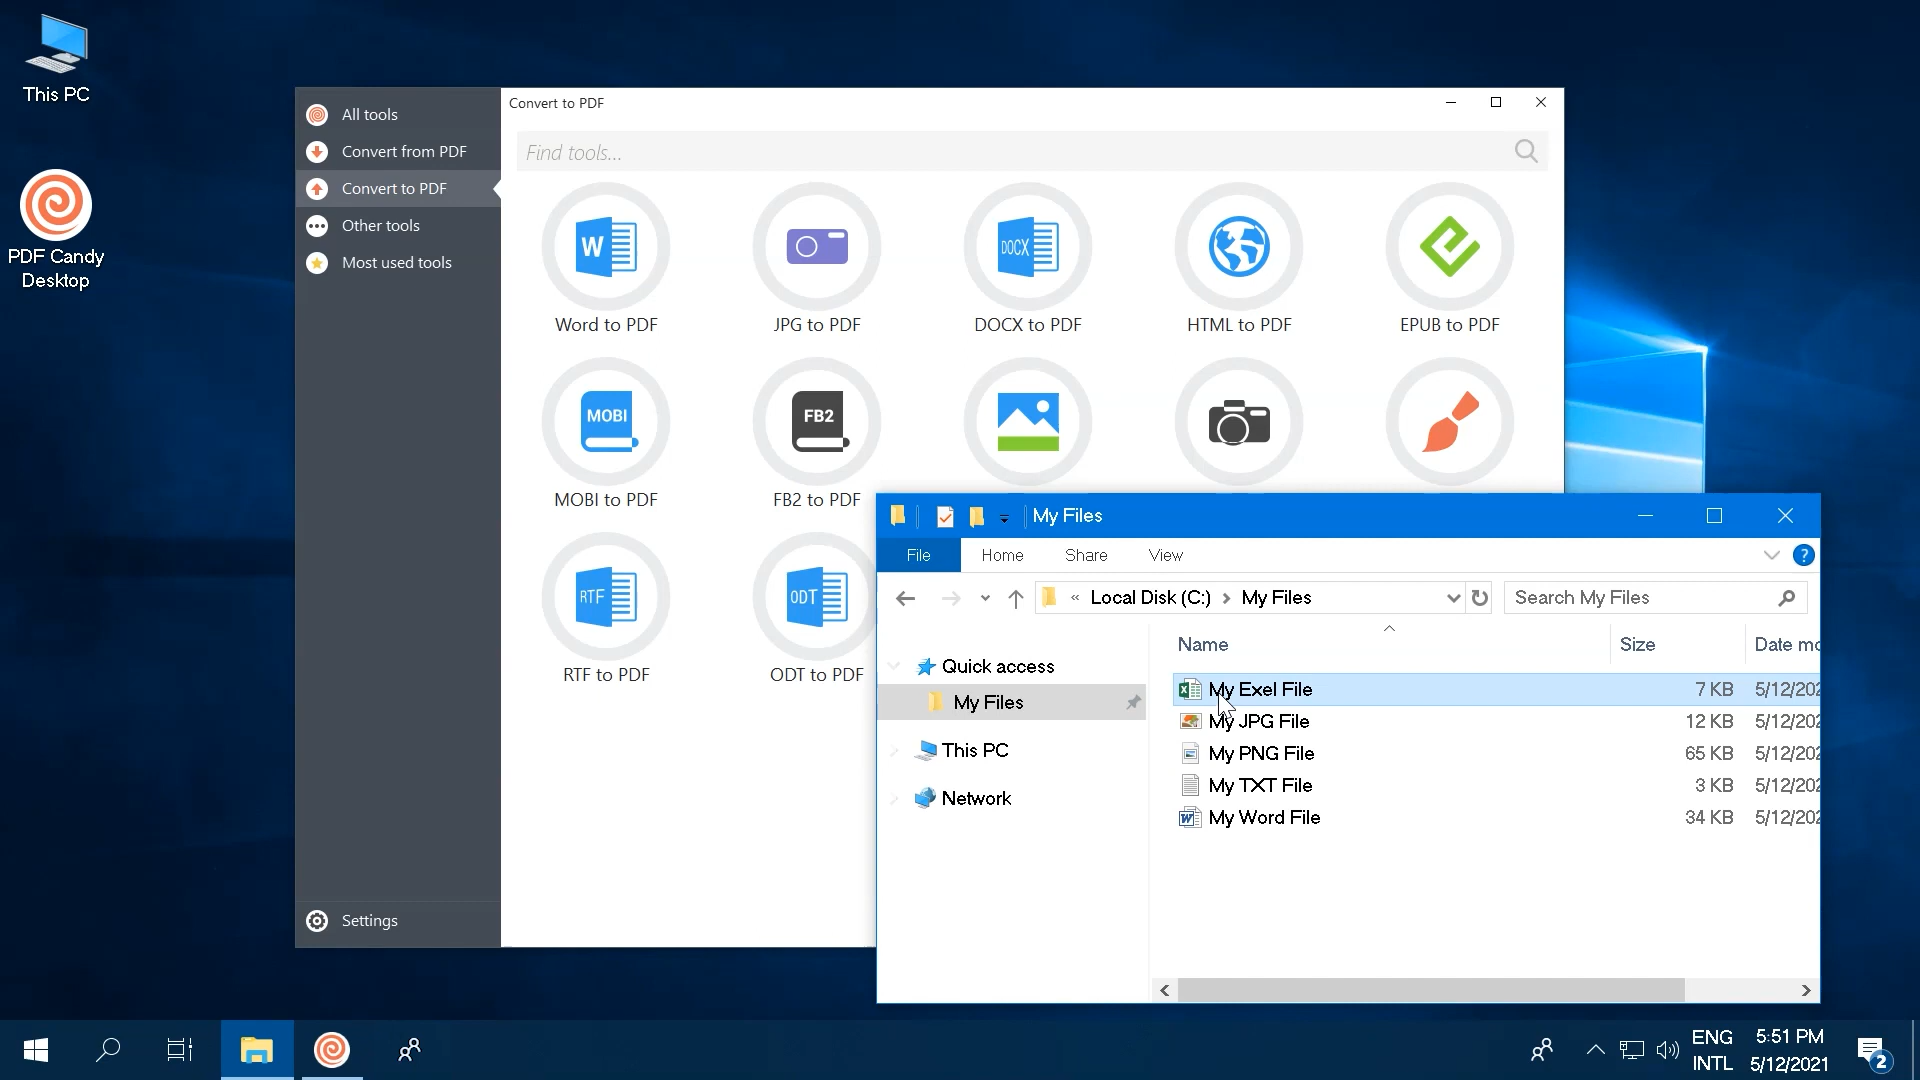 This PC
PDF Candy
Desktop
All tools
Convert from PDF
Convert to PDF
Other tools
Most used tools
Settings
Convert to PDF
Find tools...
W
DOCX
Word to PDF
JPG to PDF
DOCX to PDF
HTML to PDF
EPUB to PDF
MOBI
FB2
MOBI to PDF
FB2 to PDF
RTF
ODT
RTF to PDF
ODT to PDF
My Files
File
Home
Share
View
?
« Local Disk (C:) > My Files
Search My Files
Quick access
My Files
This PC
Network
Name
Size
Date mo
My Exel File 7 KB 5/12/202
My JPG File 12 KB 5/12/202
My PNG File 65 KB 5/12/202
My TXT File 3 KB 5/12/202
My Word File 34 KB 5/12/202
ENG
INTL
5:51 PM
5/12/2021
2